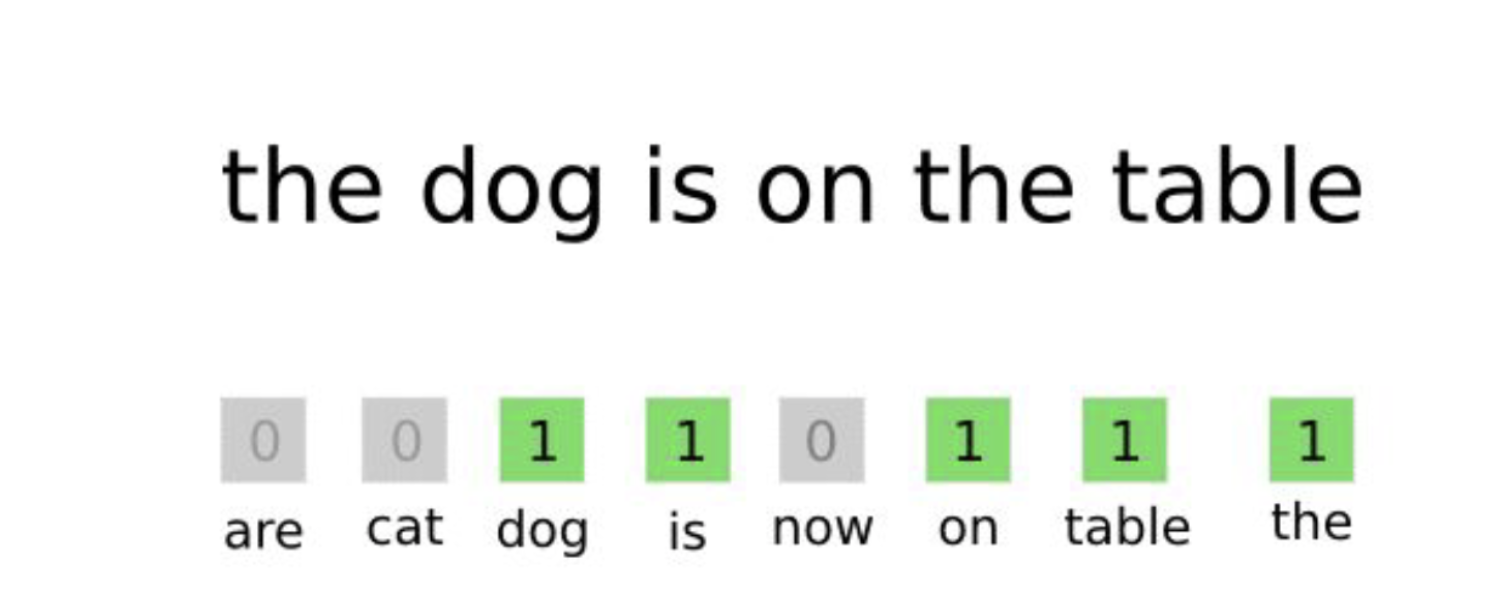 the dog is on the table
0 0 1 1 0 1 1 1
are cat dog is now on table the